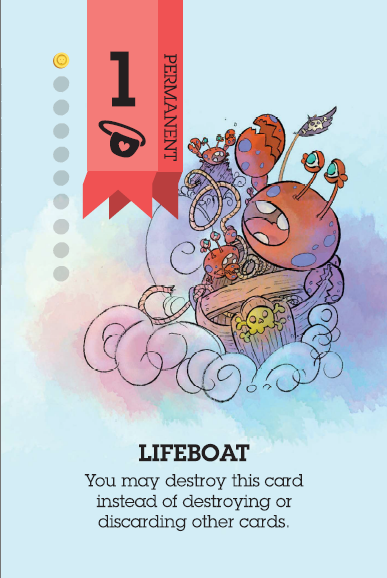 1
PERMANENT
LIFEBOAT
You may destroy this card
instead of destroying or
discarding other cards.